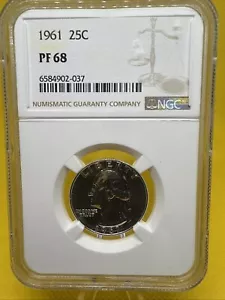 1961 25C
PF 68
6584902-037
NUMISMATIC GUARANTY COMPANY
NGC
LIBERTY